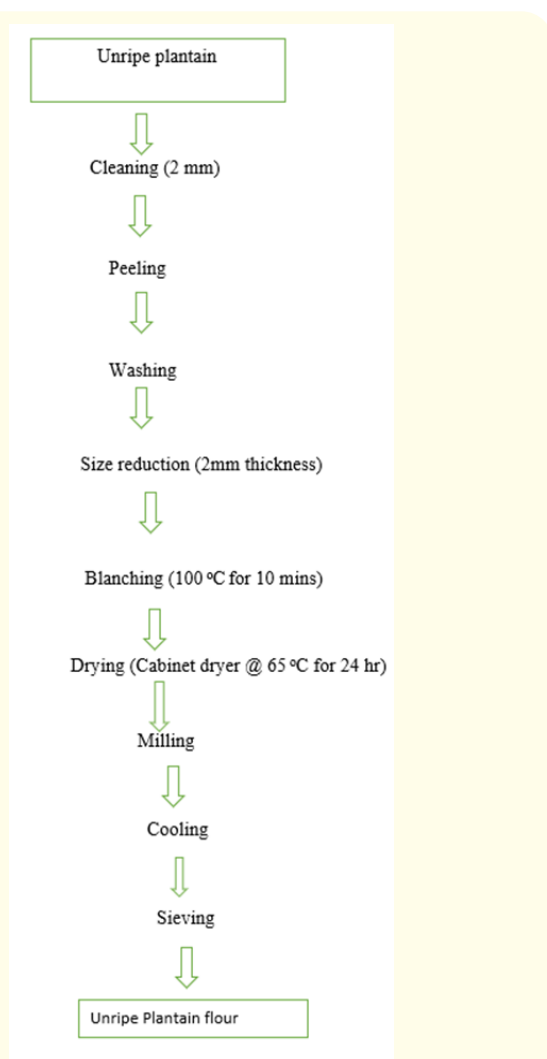 Unripe plantain
Cleaning (2 mm)
Peeling
Washing
Size reduction (2mm thickness)
Blanching (100 ºC for 10 mins)
Drying (Cabinet dryer @ 65 ºC for 24 hr)
Milling
Cooling
Sieving
Unripe Plantain flour